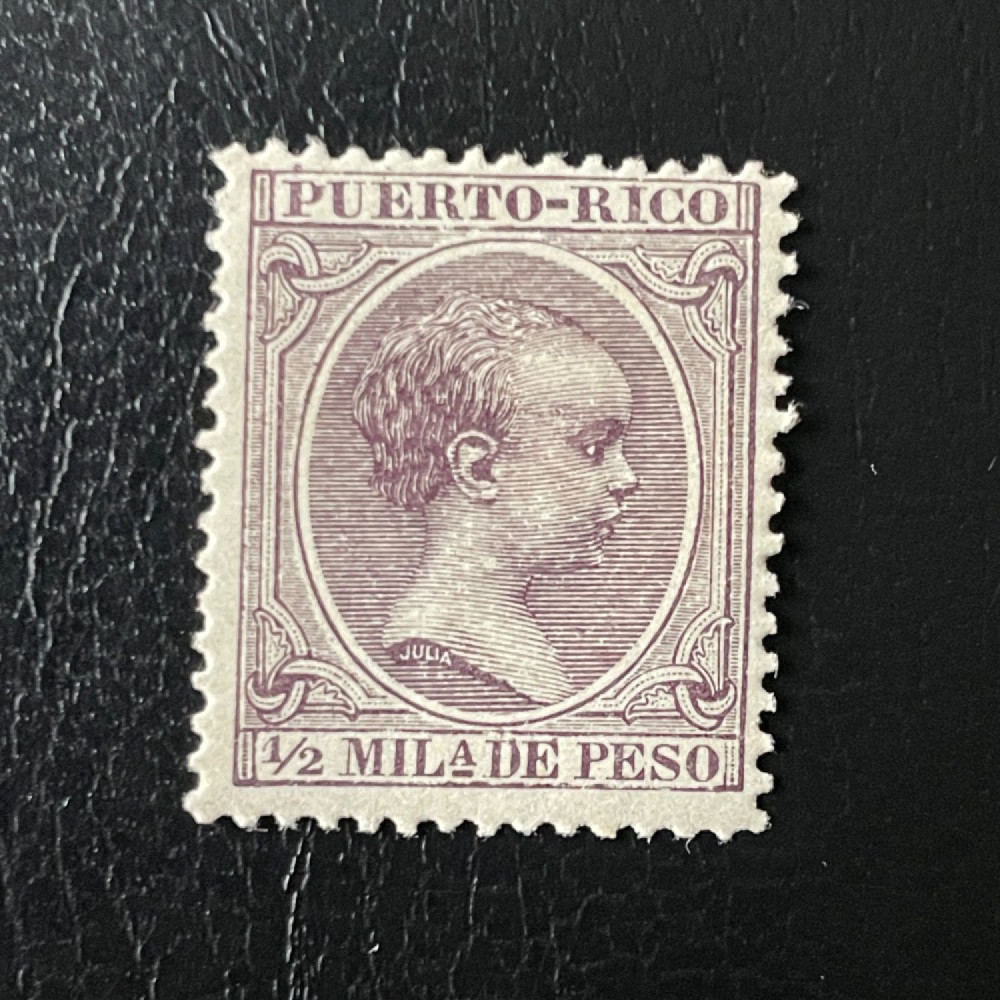 PUERTO-RICO
JULIA
1/2 MILA DE PESO